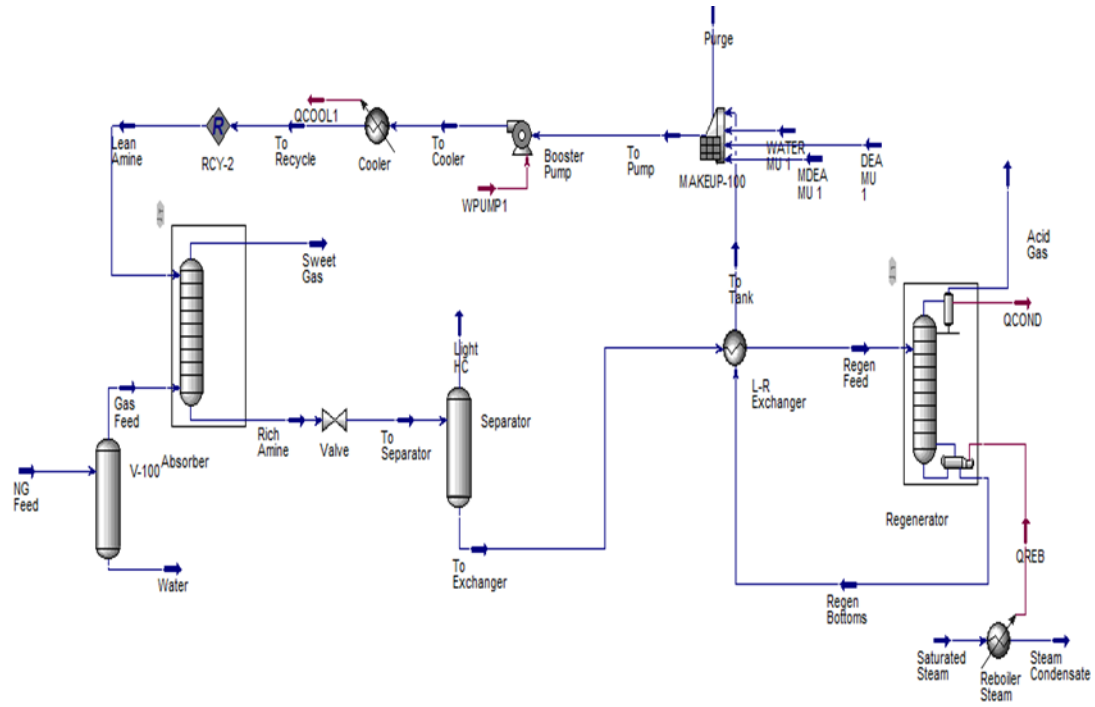 Purge
QCOOL1
R
Lean
Amine
RCY-2
To
Recycle
Cooler
To
Cooler
Booster
Pump
To
Pump
WPUMP1
MAKEUP-100
WATER
MU 1
MDEA
MU 1
DEA
MU
1
Acid
Gas
Sweet
Gas
To
Tank
QCOND
Light
HC
L-R
Exchanger
Regen
Feed
Gas
Feed
Rich
Amine
Valve
To
Separator
Separator
V-100
Absorber
NG
Feed
Water
To
Exchanger
Regenerator
QREB
Regen
Bottoms
Saturated
Steam
Reboiler
Steam
Steam
Condensate